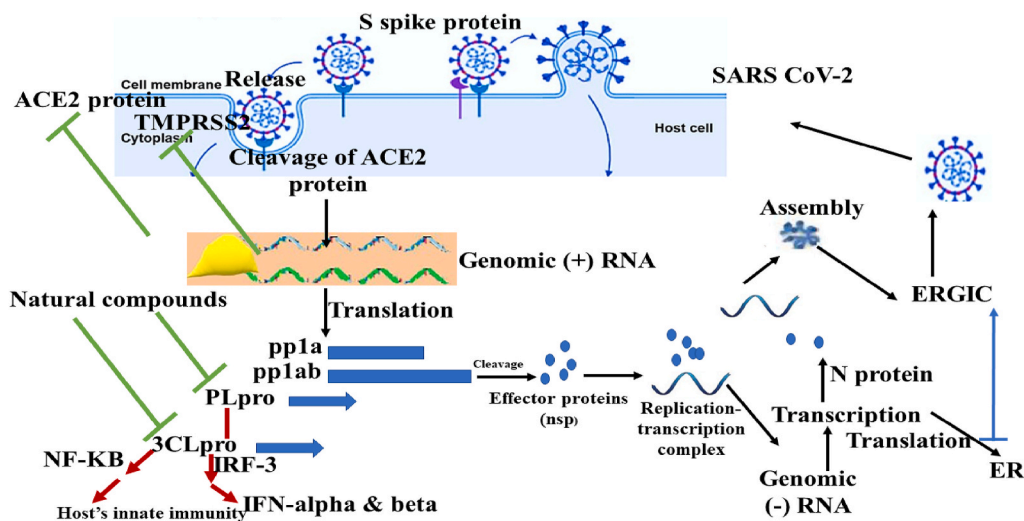 S spike protein
Cell membrane
Release
SARS CoV-2
ACE2 protein
TMPRSS2
Cytoplasm
Host cell
Cleavage of ACE2
protein
Assembly
Genomic (+) RNA
Natural compounds
Translation
ERGIC
pp1a
pp1ab
Cleavage
N protein
PLpro
Effector proteins
(nsp)
Replication-
transcription
complex
Transcription
Translation
3CLpro
NF-KB
IRF-3
ER
Genomic
(-) RNA
Host's innate immunity
IFN-alpha & beta